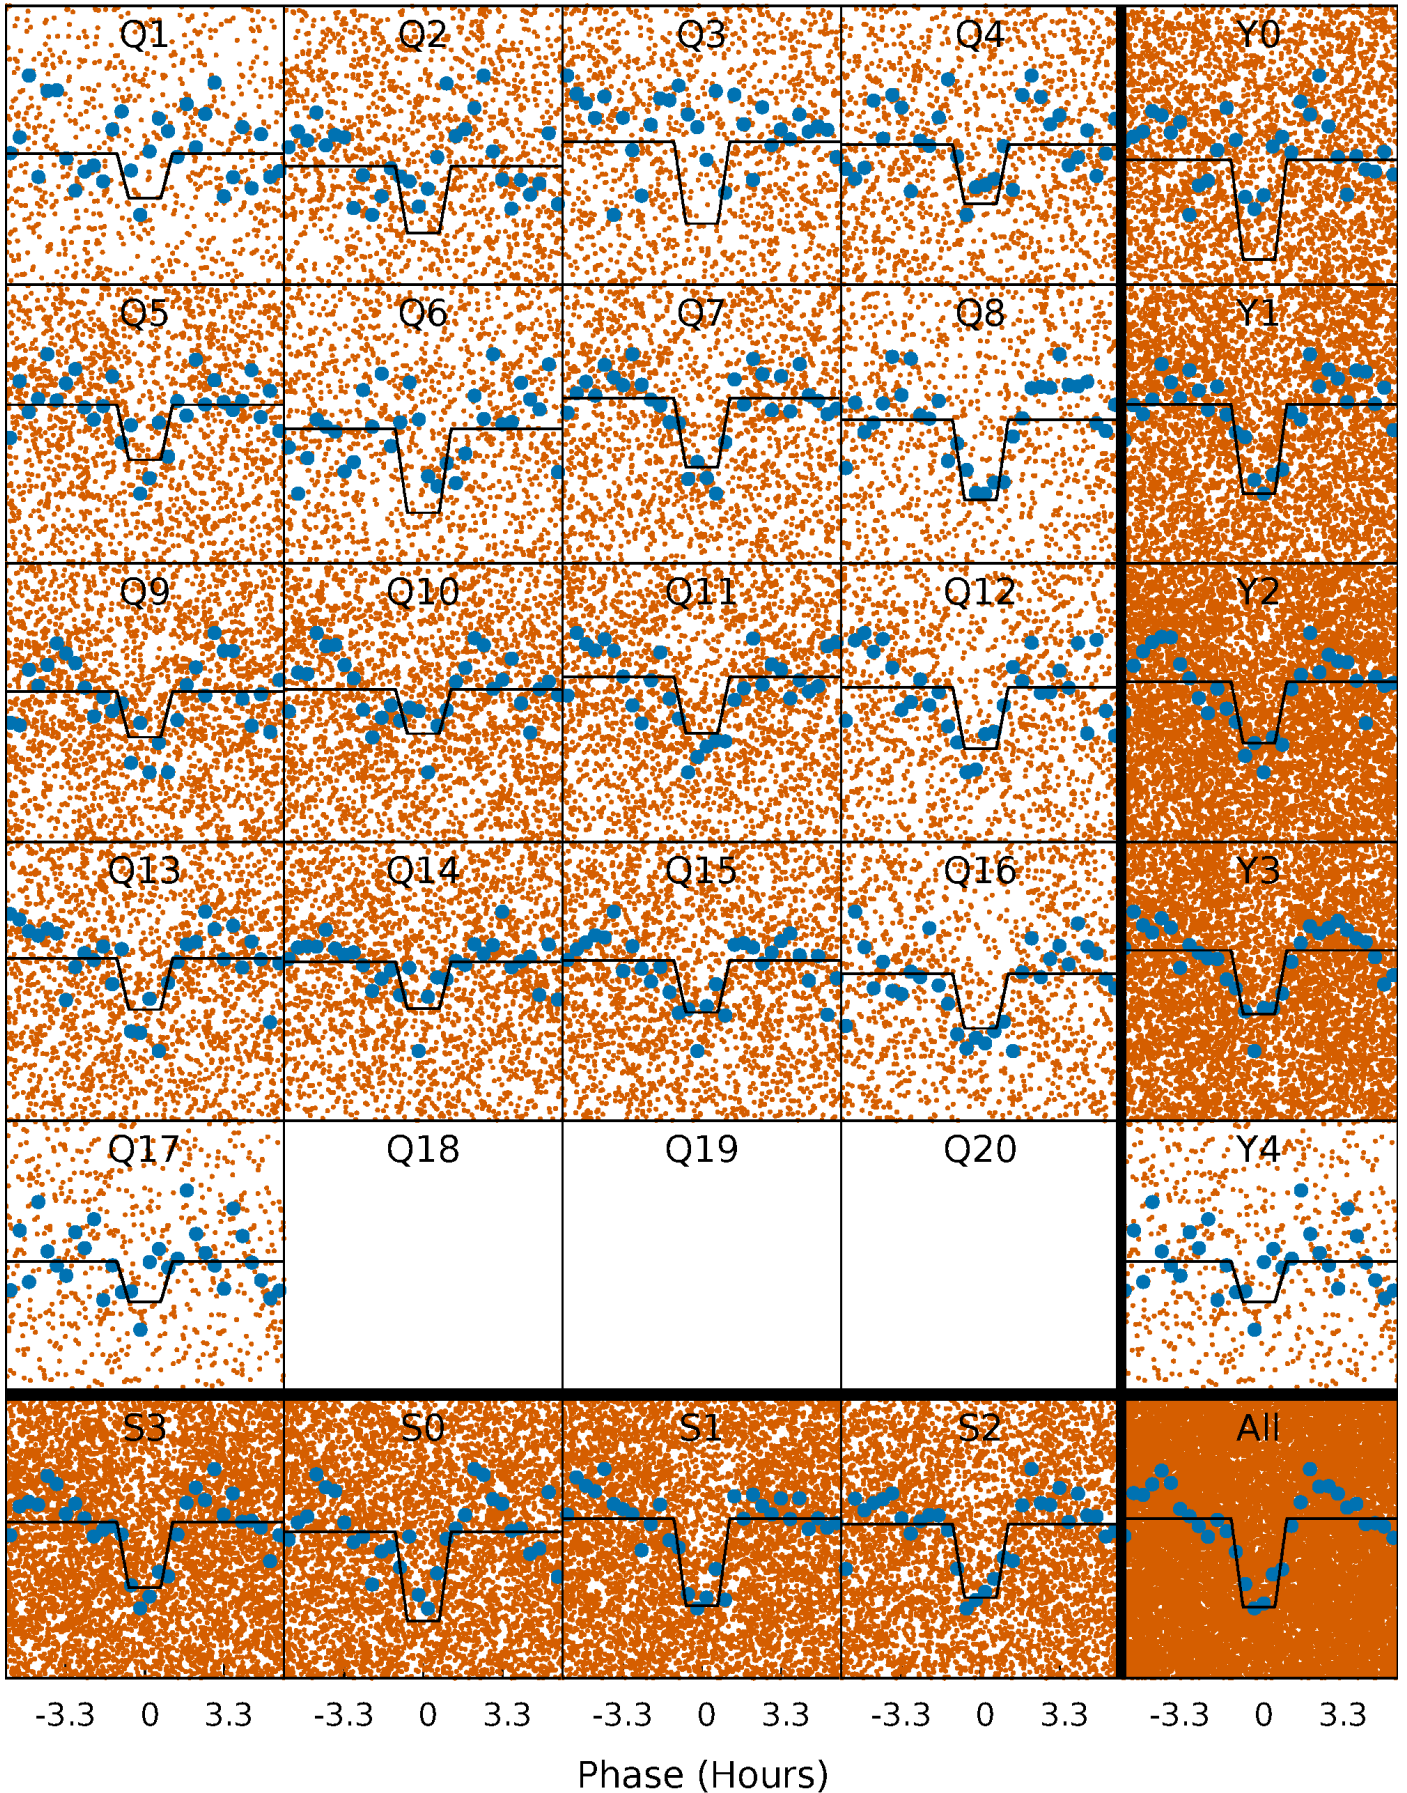 Q1 Q2 Q3 Q4 Y0
Q5 Q6 Q7 Q8 Y1
Q9 Q10 Q11 Q12 Y2
Q13 Q14 Q15 Q16 Y3
Q17 Q18 Q19 Q20 Y4
S3 S0 S1 S2 All
-3.3 0 3.3 -3.3 0 3.3 -3.3 0 3.3 -3.3 0 3.3 -3.3 0 3.3
Phase (Hours)